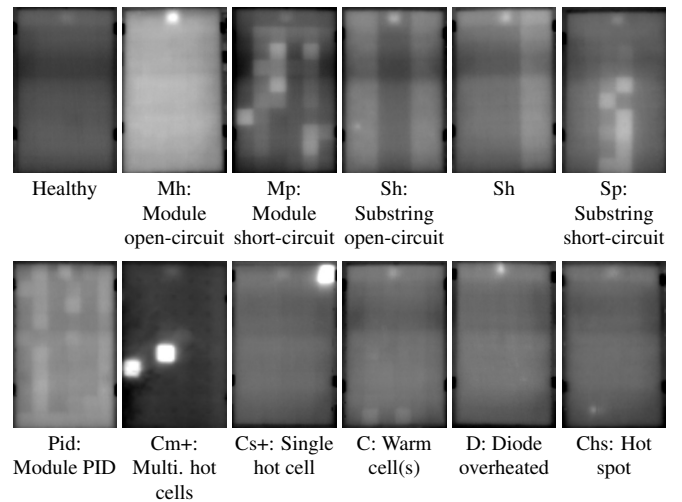 Healthy
Mh:
Module
open-circuit
Mp:
Module
short-circuit
Sh:
Substring
open-circuit
Sh
Sp:
Substring
short-circuit
Pid:
Module PID
Cm+:
Multi. hot
cells
Cs+: Single
hot cell
C: Warm
cell(s)
D: Diode
overheated
Chs: Hot
spot